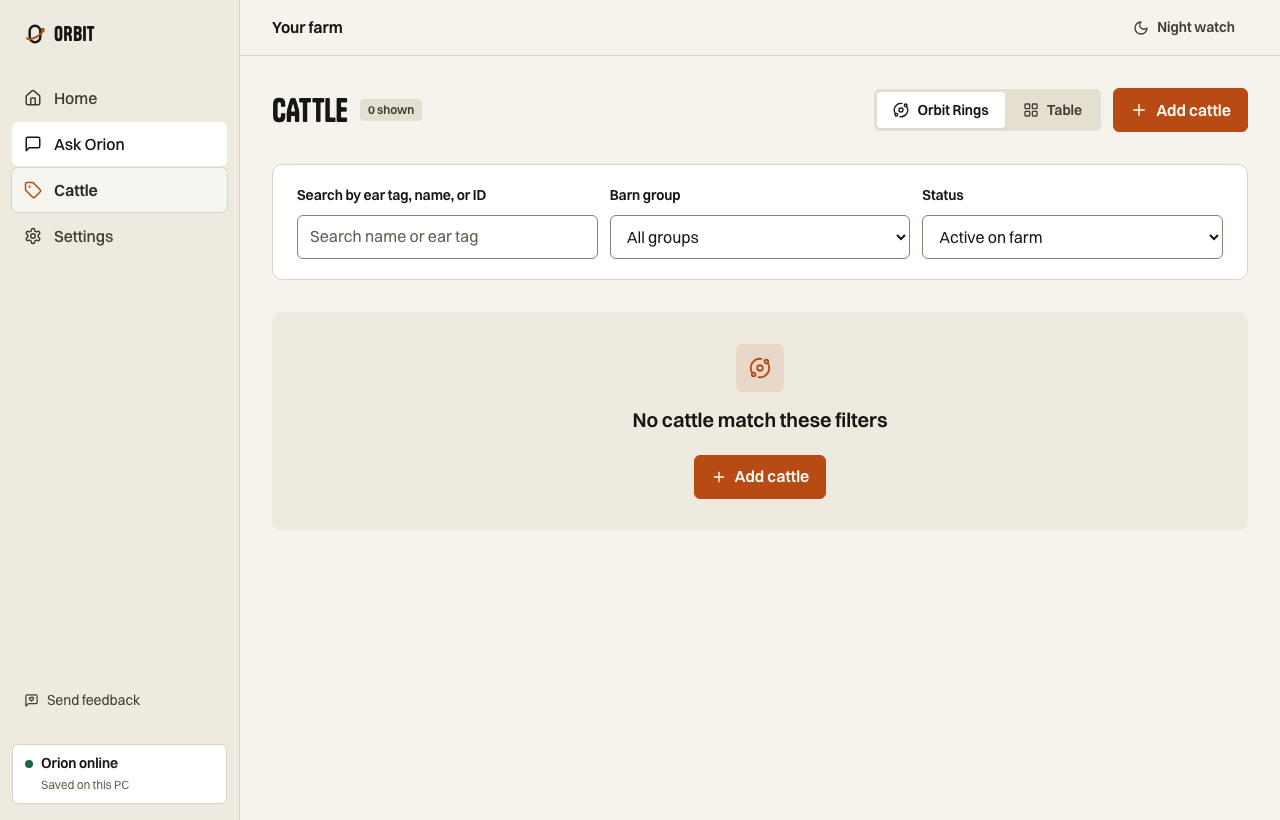 ORBIT
Your farm
Night watch
Home
Ask Orion
Cattle
Settings
CATTLE
0 shown
Orbit Rings
Table
Add cattle
Search by ear tag, name, or ID
Barn group
Status
Search name or ear tag
All groups
Active on farm
No cattle match these filters
Add cattle
Send feedback
Orion online
Saved on this PC